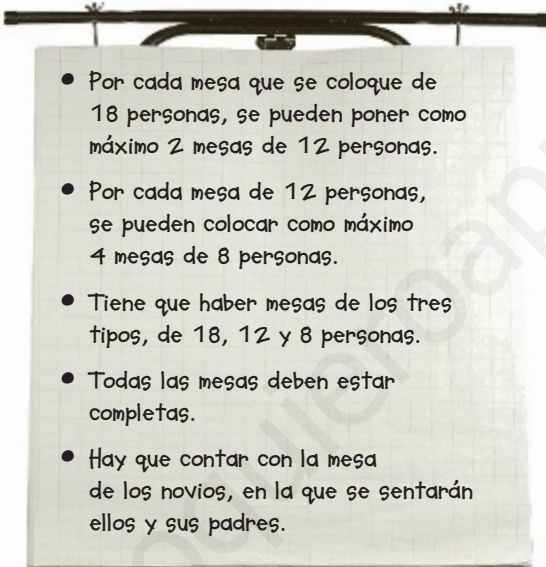 • Por cada mesa que se coloque de
18 personas, se pueden poner como
máximo 2 mesas de 12 personas.
• Por cada mesa de 12 personas,
se pueden colocar como máximo
4 mesas de 8 personas.
• Tiene que haber mesas de los tres
tipos, de 18, 12 y 8 personas.
• Todas las mesas deben estar
completas.
• Hay que contar con la mesa
de los novios, en la que se sentarán
ellos y sus padres.